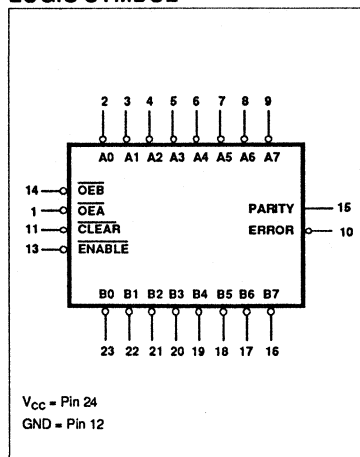 2 3 4 5 6 7 8 9
A0 A1 A2 A3 A4 A5 A6 A7
14 OEB
1 OEA
PARITY 15
11 CLEAR
ERROR 10
13 ENABLE
B0 B1 B2 B3 B4 B5 B6 B7
23 22 21 20 19 18 17 16
VCC = Pin 24
GND = Pin 12